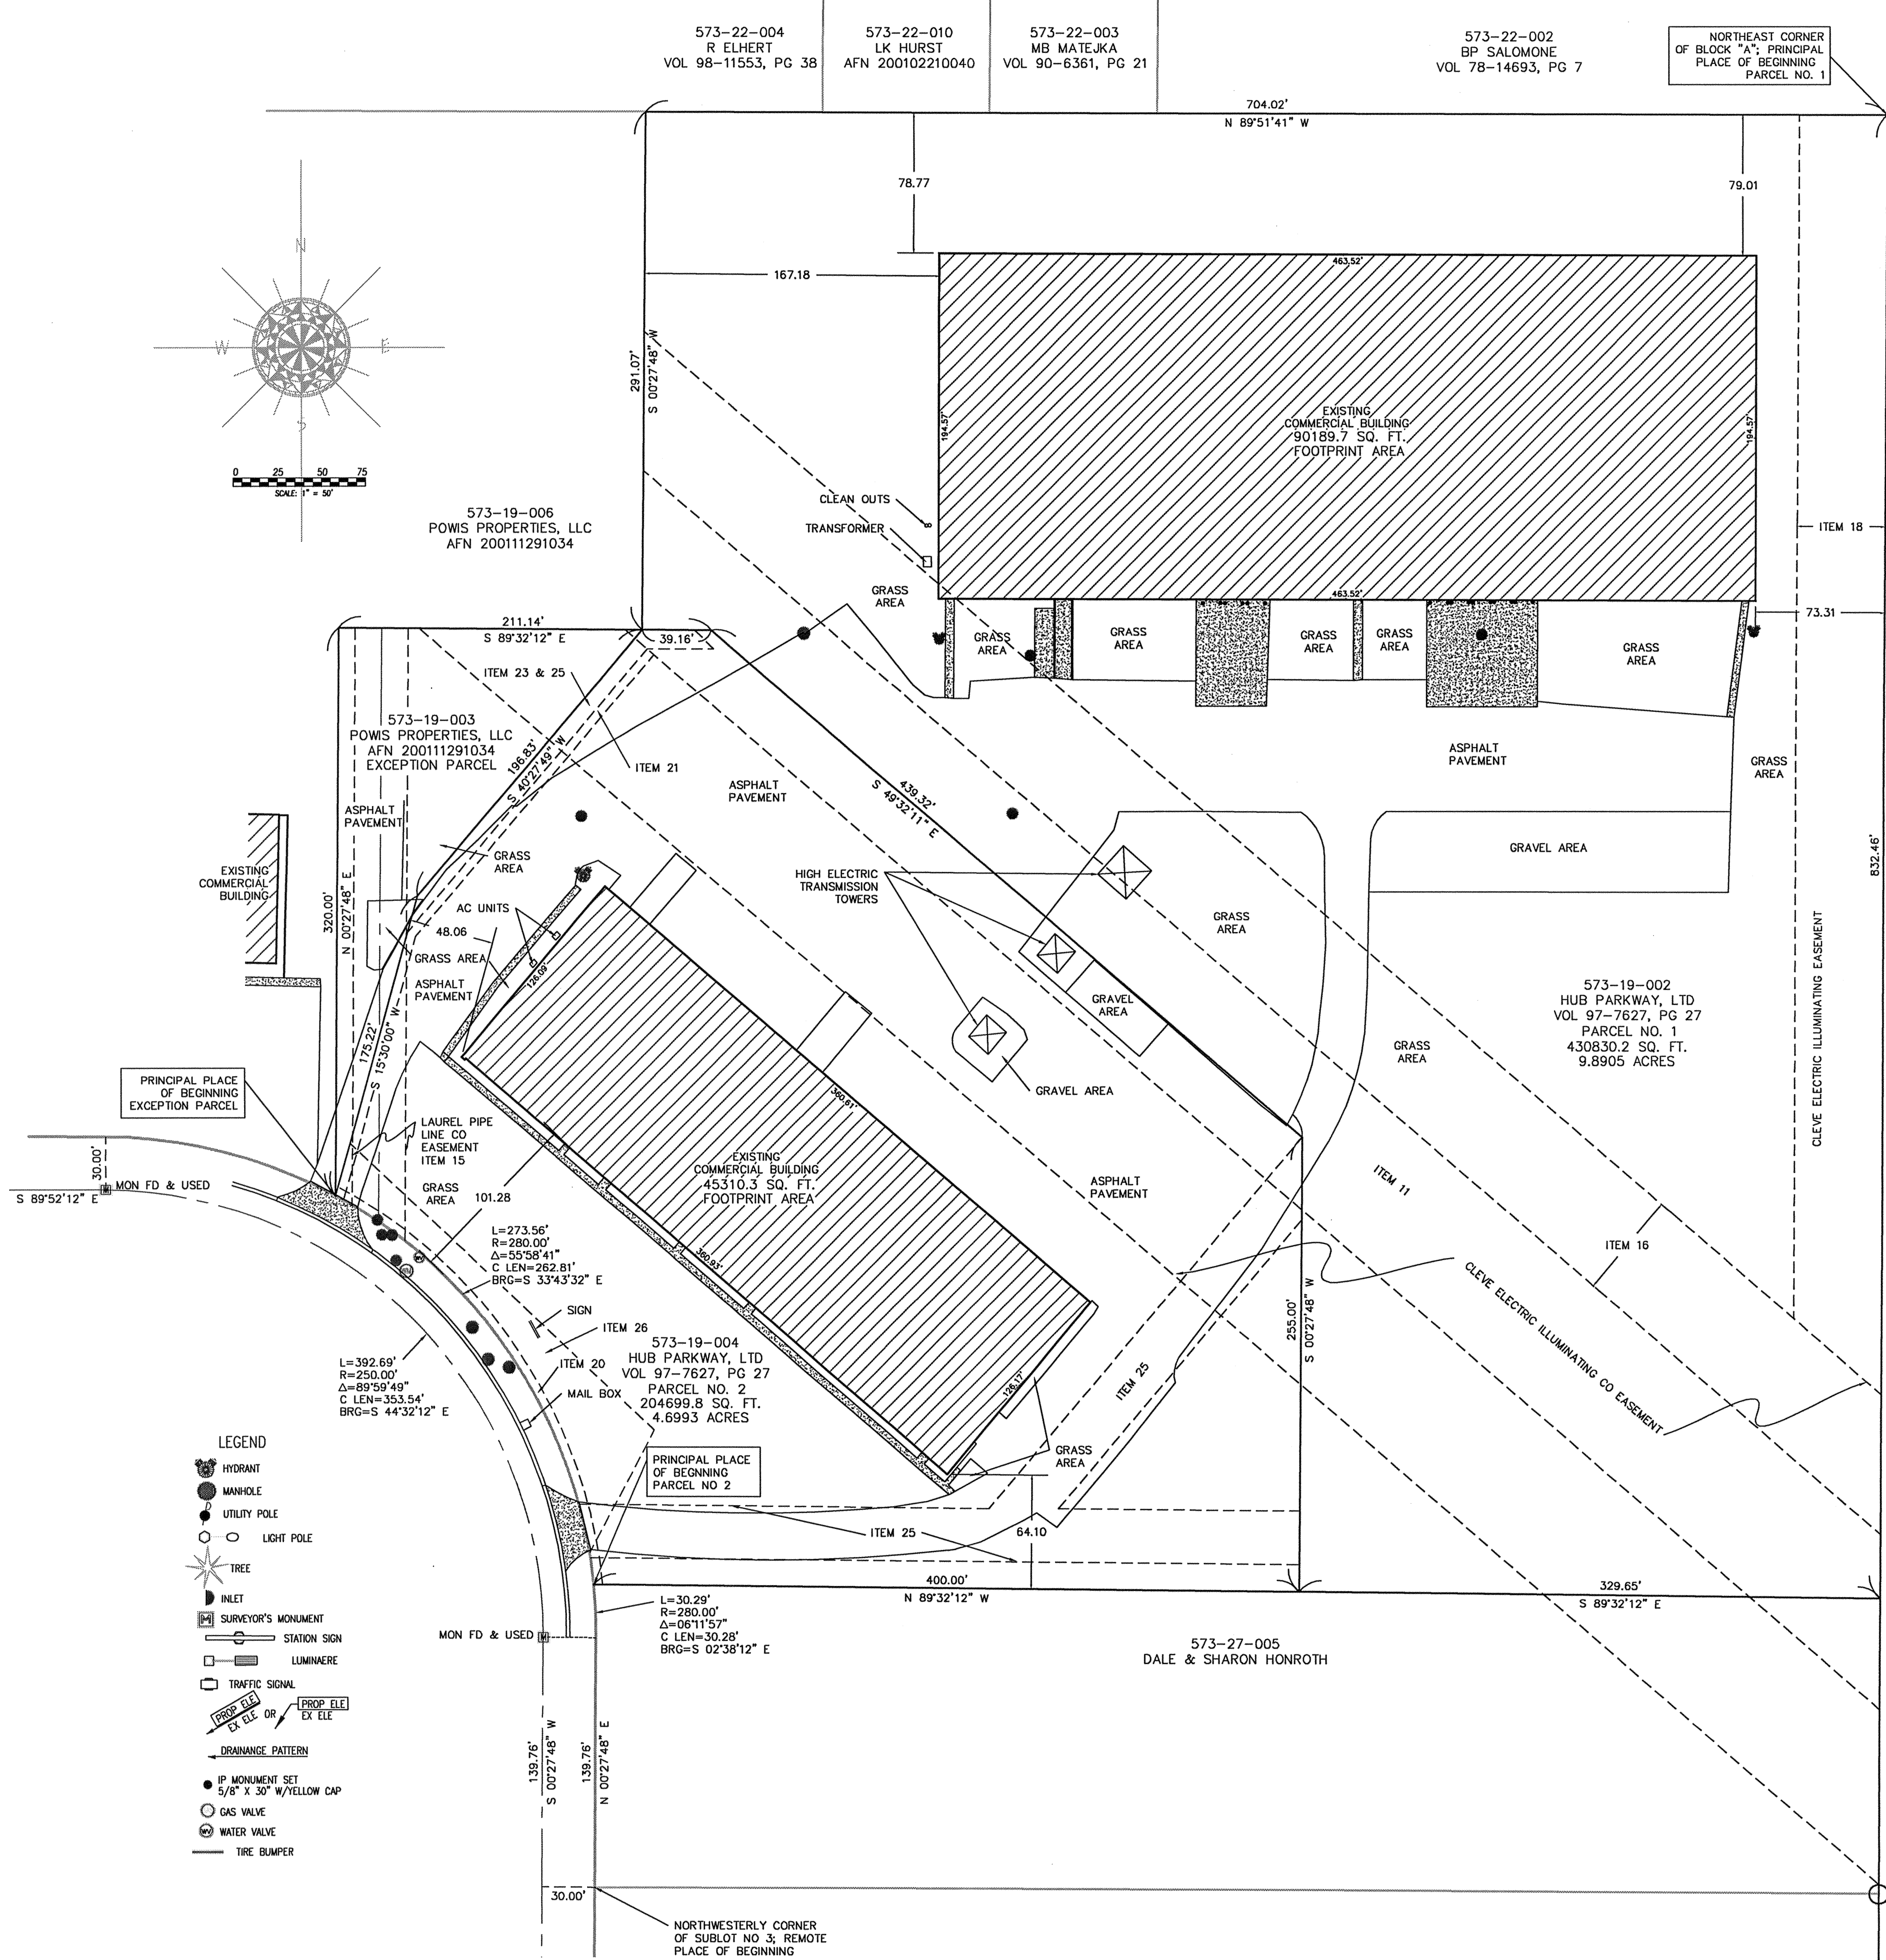 573-22-004
R ELHERT
VOL 98-11553, PG 38
573-22-010
LK HURST
AFN 200102210040
573-22-003
MB MATEJKA
VOL 90-6361, PG 21
573-22-002
BP SALOMONE
VOL 78-14693, PG 7
NORTHEAST CORNER
OF BLOCK "A"; PRINCIPAL
PLACE OF BEGINNING
PARCEL NO. 1
704.02'
N 89°51'41" W
78.77
79.01
N
W
E
S
167.18
463.52'
291.07'
S 00°27'48" W
194.57'
EXISTING
COMMERCIAL BUILDING
90189.7 SQ. FT.
FOOTPRINT AREA
194.57'
0 25 50 75
SCALE: 1" = 50'
573-19-006
POWIS PROPERTIES, LLC
AFN 200111291034
CLEAN OUTS
TRANSFORMER
ITEM 18
GRASS
AREA
463.52'
73.31
211.14'
S 89°32'12" E
39.16'
GRASS
AREA
GRASS
AREA
GRASS
AREA
GRASS
AREA
GRASS
AREA
ITEM 23 & 25
573-19-003
POWIS PROPERTIES, LLC
AFN 200111291034
EXCEPTION PARCEL
196.83'
S 40°27'49" W
ITEM 21
ASPHALT
PAVEMENT
439.32'
S 49°32'11" E
ASPHALT
PAVEMENT
GRASS
AREA
ASPHALT
PAVEMENT
GRASS
AREA
EXISTING
COMMERCIAL
BUILDING
320.00'
N 00°27'48" E
HIGH ELECTRIC
TRANSMISSION
TOWERS
GRAVEL AREA
832.46'
AC UNITS
48.06
GRASS AREA
126.09'
ASPHALT
PAVEMENT
GRASS
AREA
GRAVEL
AREA
573-19-002
HUB PARKWAY, LTD
VOL 97-7627, PG 27
PARCEL NO. 1
430830.2 SQ. FT.
9.8905 ACRES
CLEVE ELECTRIC ILLUMINATING EASEMENT
175.22'
S 15°30'00" W
GRASS
AREA
GRAVEL AREA
360.61'
PRINCIPAL PLACE
OF BEGINNING
EXCEPTION PARCEL
LAUREL PIPE
LINE CO
EASEMENT
ITEM 15
30.00'
S 89°52'12" E
MON FD & USED
GRASS
AREA
101.28
EXISTING
COMMERCIAL BUILDING
45310.3 SQ. FT.
FOOTPRINT AREA
ASPHALT
PAVEMENT
ITEM 11
L=273.56'
R=280.00'
Δ=55°58'41"
C LEN=262.81'
BRG=S 33°43'32" E
360.93'
ITEM 16
CLEVE ELECTRIC ILLUMINATING CO EASEMENT
255.00'
S 00°27'48" W
SIGN
ITEM 26
ITEM 20
MAIL BOX
L=392.69'
R=250.00'
Δ=89°59'49"
C LEN=353.54'
BRG=S 44°32'12" E
573-19-004
HUB PARKWAY, LTD
VOL 97-7627, PG 27
PARCEL NO. 2
204699.8 SQ. FT.
4.6993 ACRES
126.17'
ITEM 25
GRASS
AREA
PRINCIPAL PLACE
OF BEGNNING
PARCEL NO 2
ITEM 25
64.10
400.00'
N 89°32'12" W
329.65'
S 89°32'12" E
L=30.29'
R=280.00'
Δ=06°11'57"
C LEN=30.28'
BRG=S 02°38'12" E
MON FD & USED
573-27-005
DALE & SHARON HONROTH
139.76'
S 00°27'48" W
139.76'
N 00°27'48" E
30.00'
NORTHWESTERLY CORNER
OF SUBLOT NO 3; REMOTE
PLACE OF BEGINNING
LEGEND
HYDRANT
MANHOLE
UTILITY POLE
LIGHT POLE
TREE
INLET
M SURVEYOR'S MONUMENT
STATION SIGN
LUMINAERE
TRAFFIC SIGNAL
PROP ELE
EX ELE
OR
PROP ELE
EX ELE
DRAINANGE PATTERN
IP MONUMENT SET
5/8" X 30" W/YELLOW CAP
GAS VALVE
WV WATER VALVE
TIRE BUMPER